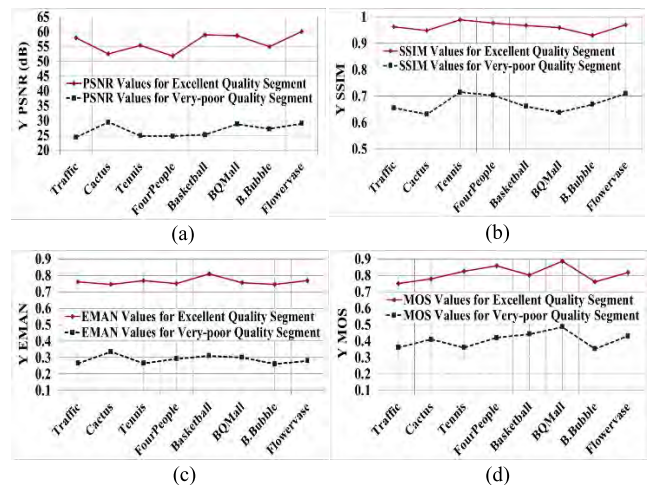 (a)
Y PSNR (dB)
65
60
55
50
45
40
35
30
25
20
PSNR Values for Excellent Quality Segment
PSNR Values for Very-poor Quality Segment
Traffic
Cactus
Tennis
FourPeople
Basketball
BQMall
B.Bubble
Flowervase
(b)
Y SSIM
1
0.9
0.8
0.7
0.6
0.5
SSIM Values for Excellent Quality Segment
SSIM Values for Very-poor Quality Segment
Traffic
Cactus
Tennis
FourPeople
Basketball
BQMall
B.Bubble
Flowervase
(c)
Y EMAN
0.9
0.8
0.7
0.6
0.5
0.4
0.3
0.2
0.1
EMAN Values for Excellent Quality Segment
EMAN Values for Very-poor Quality Segment
Traffic
Cactus
Tennis
FourPeople
Basketball
BQMall
B.Bubble
Flowervase
(d)
Y MOS
0.9
0.8
0.7
0.6
0.5
0.4
0.3
0.2
0.1
MOS Values for Excellent Quality Segment
MOS Values for Very-poor Quality Segment
Traffic
Cactus
Tennis
FourPeople
Basketball
BQMall
B.Bubble
Flowervase